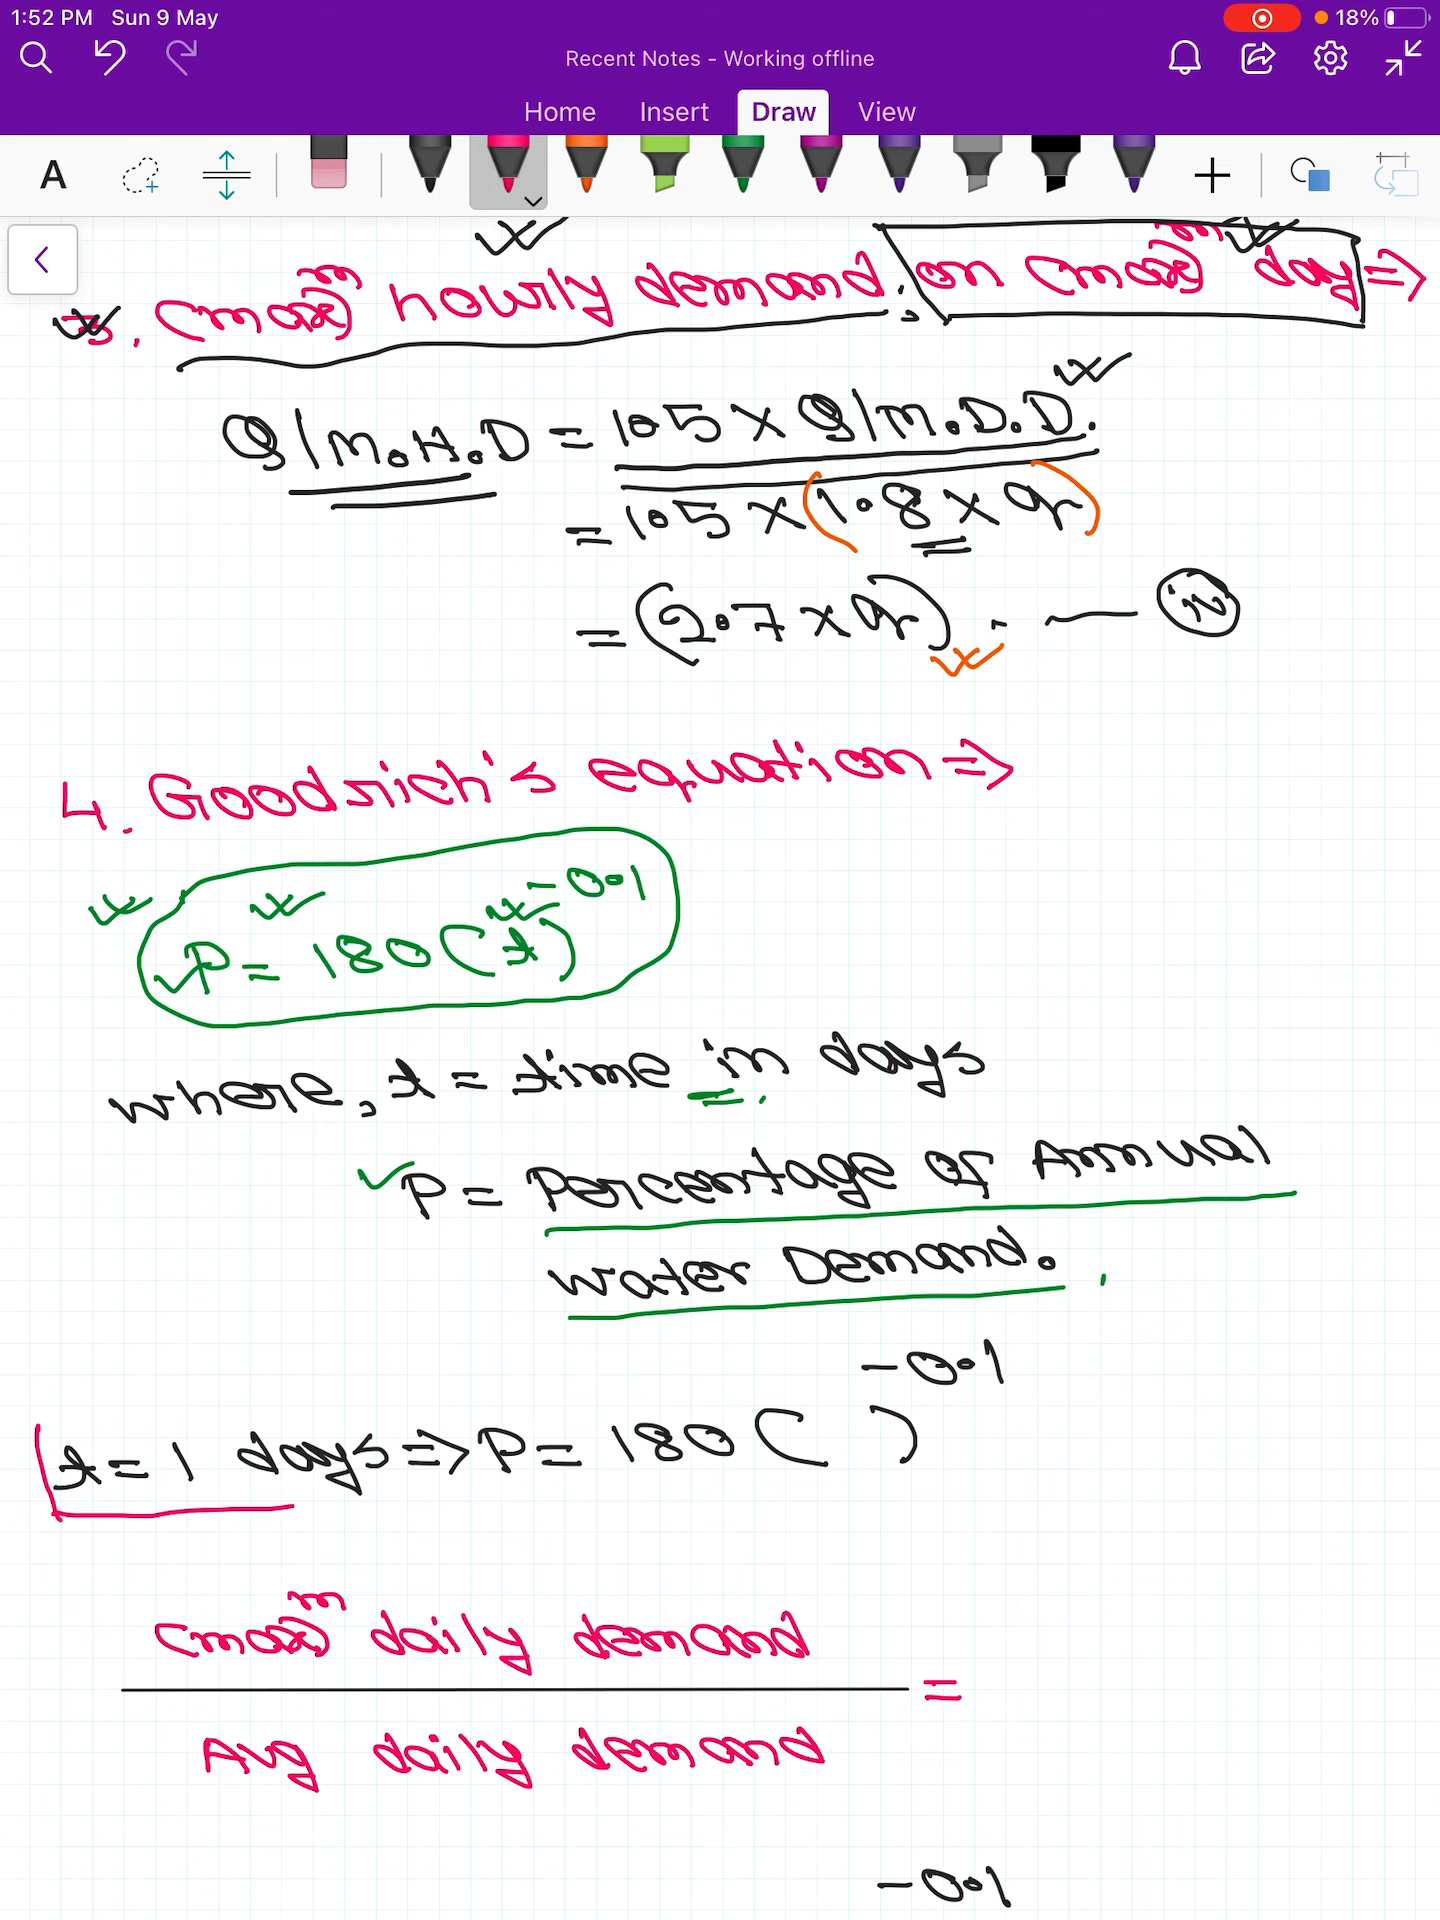 1:52 PM Sun 9 May 18%
Recent Notes - Working offline
Home Insert Draw View
A
3. (max)^m hourly demand, on (max)^m day ⇒
Q/M.H.D = 1.5 × Q/M.D.D.
= 1.5 × (1.8 × q)
= (2.7 × q). — (iv)
4. Goodrich's equation ⇒
P = 180 (t)^-0.1
where, t = time in days
P = Percentage of Annual
water Demand.
-0.1
t = 1 days ⇒ P = 180 ( )
(max)^m daily demand
=
Avg daily demand
-0.1